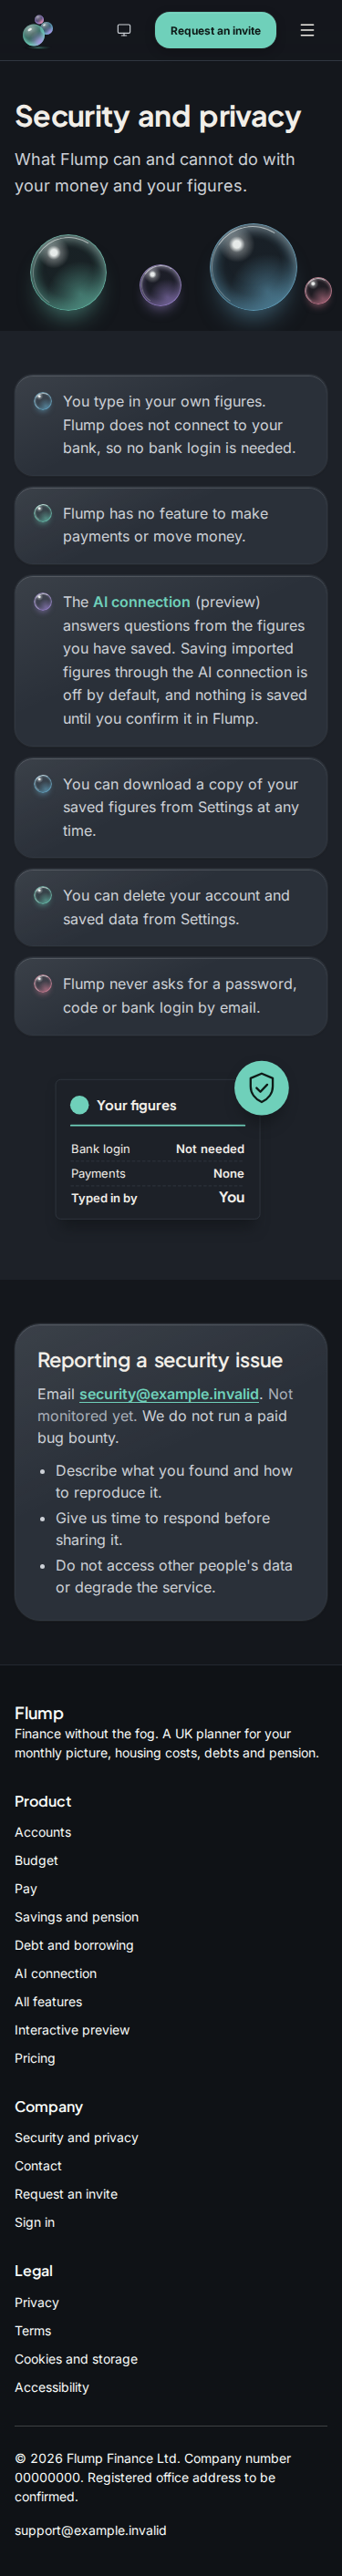 Request an invite
Security and privacy
What Flump can and cannot do with
your money and your figures.
You type in your own figures.
Flump does not connect to your
bank, so no bank login is needed.
Flump has no feature to make
payments or move money.
The AI connection (preview)
answers questions from the figures
you have saved. Saving imported
figures through the AI connection is
off by default, and nothing is saved
until you confirm it in Flump.
You can download a copy of your
saved figures from Settings at any
time.
You can delete your account and
saved data from Settings.
Flump never asks for a password,
code or bank login by email.
Your figures
Bank login Not needed
Payments None
Typed in by You
Reporting a security issue
Email security@example.invalid. Not
monitored yet. We do not run a paid
bug bounty.
• Describe what you found and how
to reproduce it.
• Give us time to respond before
sharing it.
• Do not access other people's data
or degrade the service.
Flump
Finance without the fog. A UK planner for your
monthly picture, housing costs, debts and pension.
Product
Accounts
Budget
Pay
Savings and pension
Debt and borrowing
AI connection
All features
Interactive preview
Pricing
Company
Security and privacy
Contact
Request an invite
Sign in
Legal
Privacy
Terms
Cookies and storage
Accessibility
© 2026 Flump Finance Ltd. Company number
00000000. Registered office address to be
confirmed.
support@example.invalid